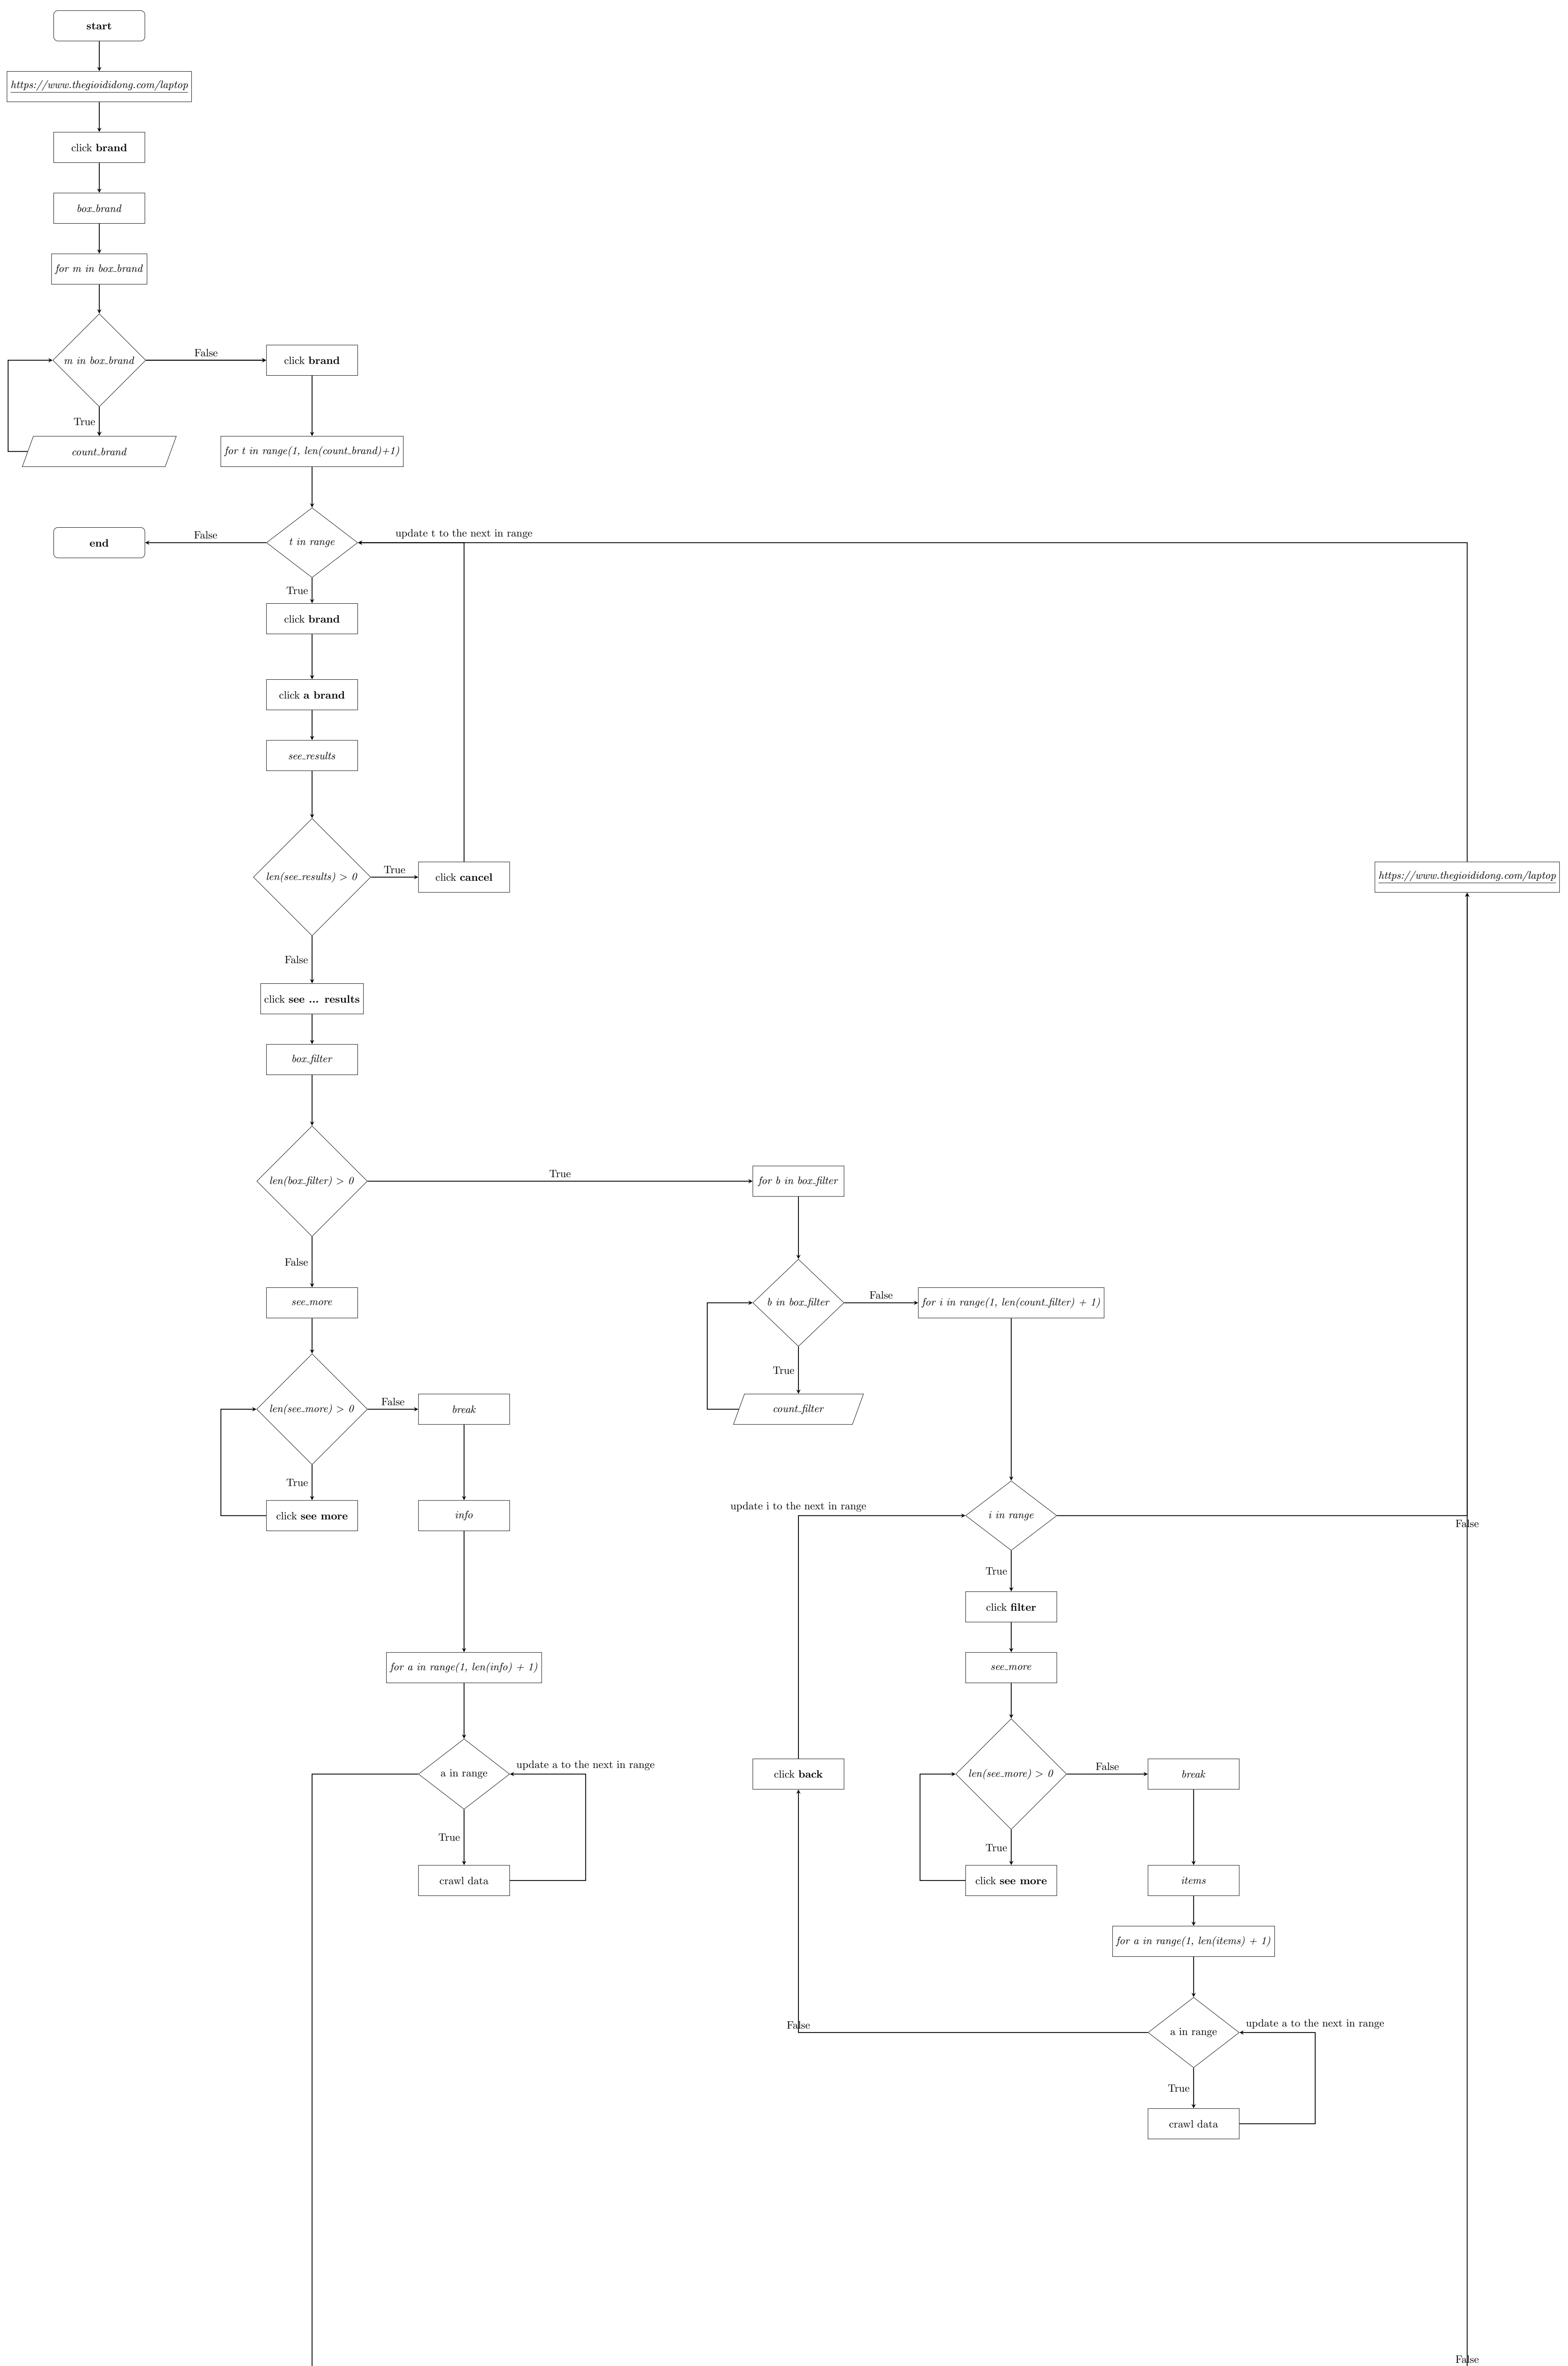 start
https://www.thegioididong.com/laptop
click brand
box_brand
for m in box_brand
m in box_brand
False
click brand
True
count_brand
for t in range(1, len(count_brand)+1)
end
False
t in range
update t to the next in range
True
click brand
click a brand
see_results
len(see_results) > 0
True
click cancel
https://www.thegioididong.com/laptop
False
click see ... results
box_filter
len(box_filter) > 0
True
for b in box_filter
False
see_more
b in box_filter
False
for i in range(1, len(count_filter) + 1)
True
count_filter
len(see_more) > 0
False
break
True
click see more
info
update i to the next in range
i in range
False
True
click filter
for a in range(1, len(info) + 1)
see_more
a in range
update a to the next in range
click back
len(see_more) > 0
False
break
True
crawl data
True
click see more
items
for a in range(1, len(items) + 1)
False
a in range
update a to the next in range
True
crawl data
False